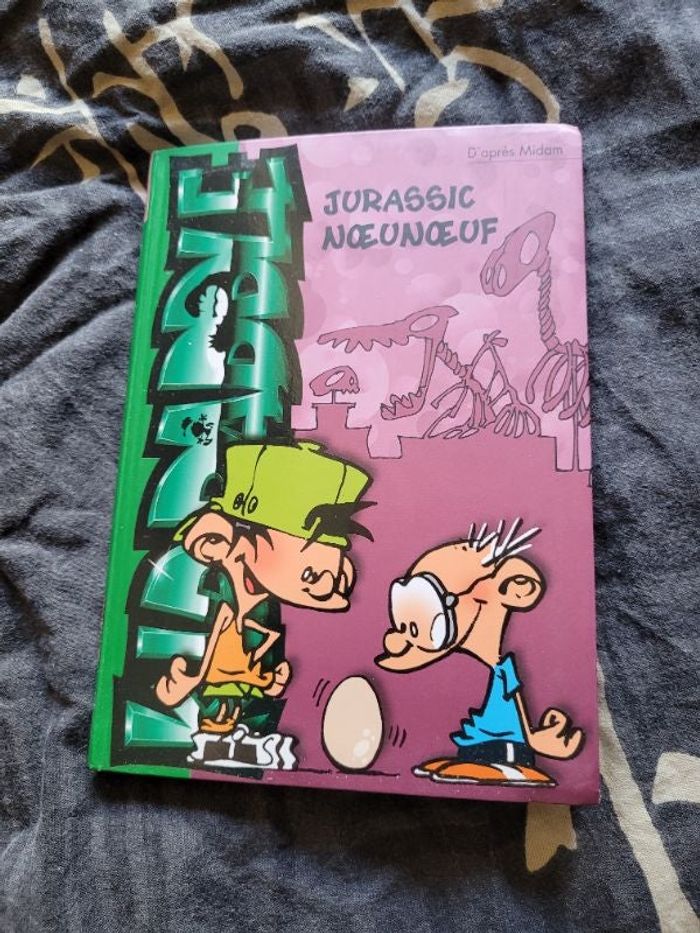 D'après Midam
JURASSIC
NŒUNŒUF
KID PADDLE